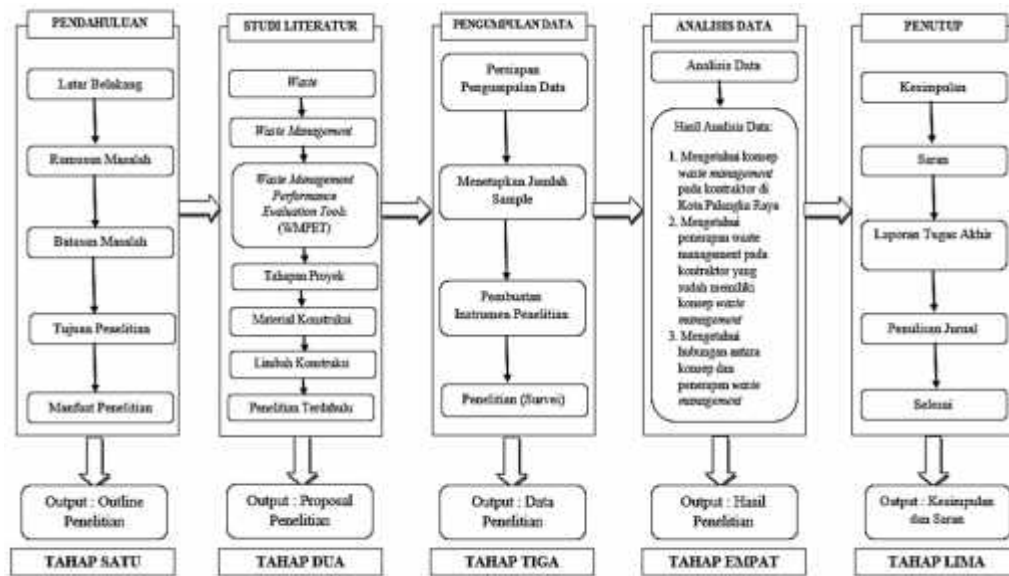 PENDAHULUAN
Latar Belakang
Rumusan Masalah
Batasan Masalah
Tujuan Penelitian
Manfaat Penelitian
Output : Outline
Penelitian
TAHAP SATU
STUDI LITERATUR
Waste
Waste Management
Waste Management
Performance
Evaluation Tools
(WMPET)
Tahapan Proyek
Material Konstruksi
Limbah Konstruksi
Penelitian Terdahulu
Output : Proposal
Penelitian
TAHAP DUA
PENGUMPULAN DATA
Persiapan
Pengumpulan Data
Menetapkan Jumlah
Sample
Pembuatan
Instrumen Penelitian
Penelitian (Survei)
Output : Data
Penelitian
TAHAP TIGA
ANALISIS DATA
Analisis Data
Hasil Analisis Data:
1. Mengetahui konsep
waste management
pada kontraktor di
Kota Palangka Raya
2. Mengetahui
penerapan waste
management pada
kontraktor yang
sudah memiliki
konsep waste
management
3. Mengetahui
hubungan antara
konsep dan
penerapan waste
management
Output : Hasil
Penelitian
TAHAP EMPAT
PENUTUP
Kesimpulan
Saran
Laporan Tugas Akhir
Penulisan Jurnal
Selesai
Output : Kesimpulan
dan Saran
TAHAP LIMA